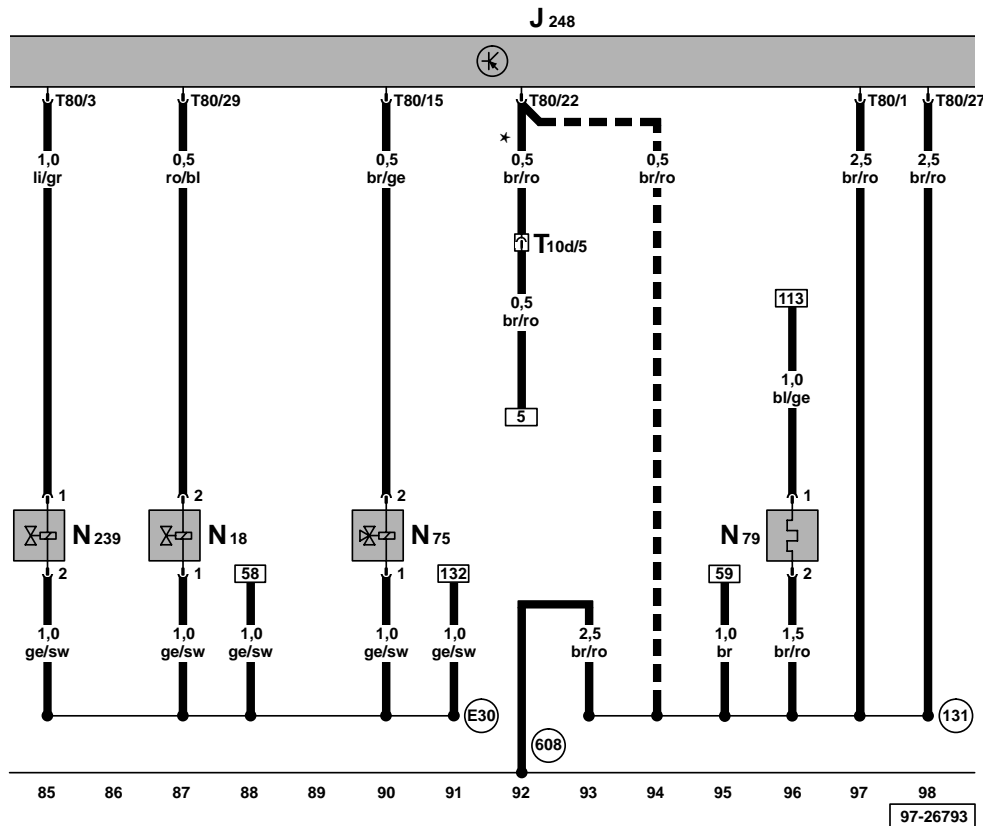 J 248
T80/3 T80/29 T80/15 T80/22 T80/1 T80/27
*
1,0 0,5 0,5 0,5 0,5 2,5 2,5
li/gr ro/bl br/ge br/ro br/ro br/ro br/ro
T10d/5
0,5
br/ro
113
1,0
bl/ge
5
1 2 2 1
N 239 N 18 N 75 N 79
2 1 58 1 132 59 2
1,0 1,0 1,0 1,0 1,0 2,5 1,0 1,5
ge/sw ge/sw ge/sw ge/sw ge/sw br/ro br br/ro
E30 131
608
85 86 87 88 89 90 91 92 93 94 95 96 97 98
97-26793